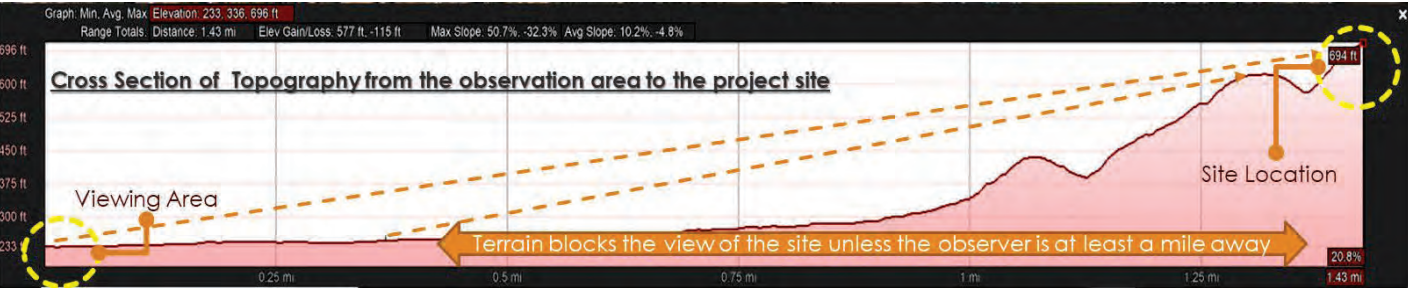 Graph: Min, Avg, Max Elevation: 233, 336, 696 ft
Range Totals: Distance: 1.43 mi Elev Gain/Loss: 577 ft, -115 ft Max Slope: 50.7%, -32.3% Avg Slope: 10.2%, -4.8%
x
696 ft
694 ft
Cross Section of Topography from the observation area to the project site
600 ft
525 ft
450 ft
375 ft
Site Location
Viewing Area
300 ft
233
Terrain blocks the view of the site unless the observer is at least a mile away
20.8%
0.25 mi
0.5 mi
0.75 mi
1 mi
1.25 mi
1.43 mi